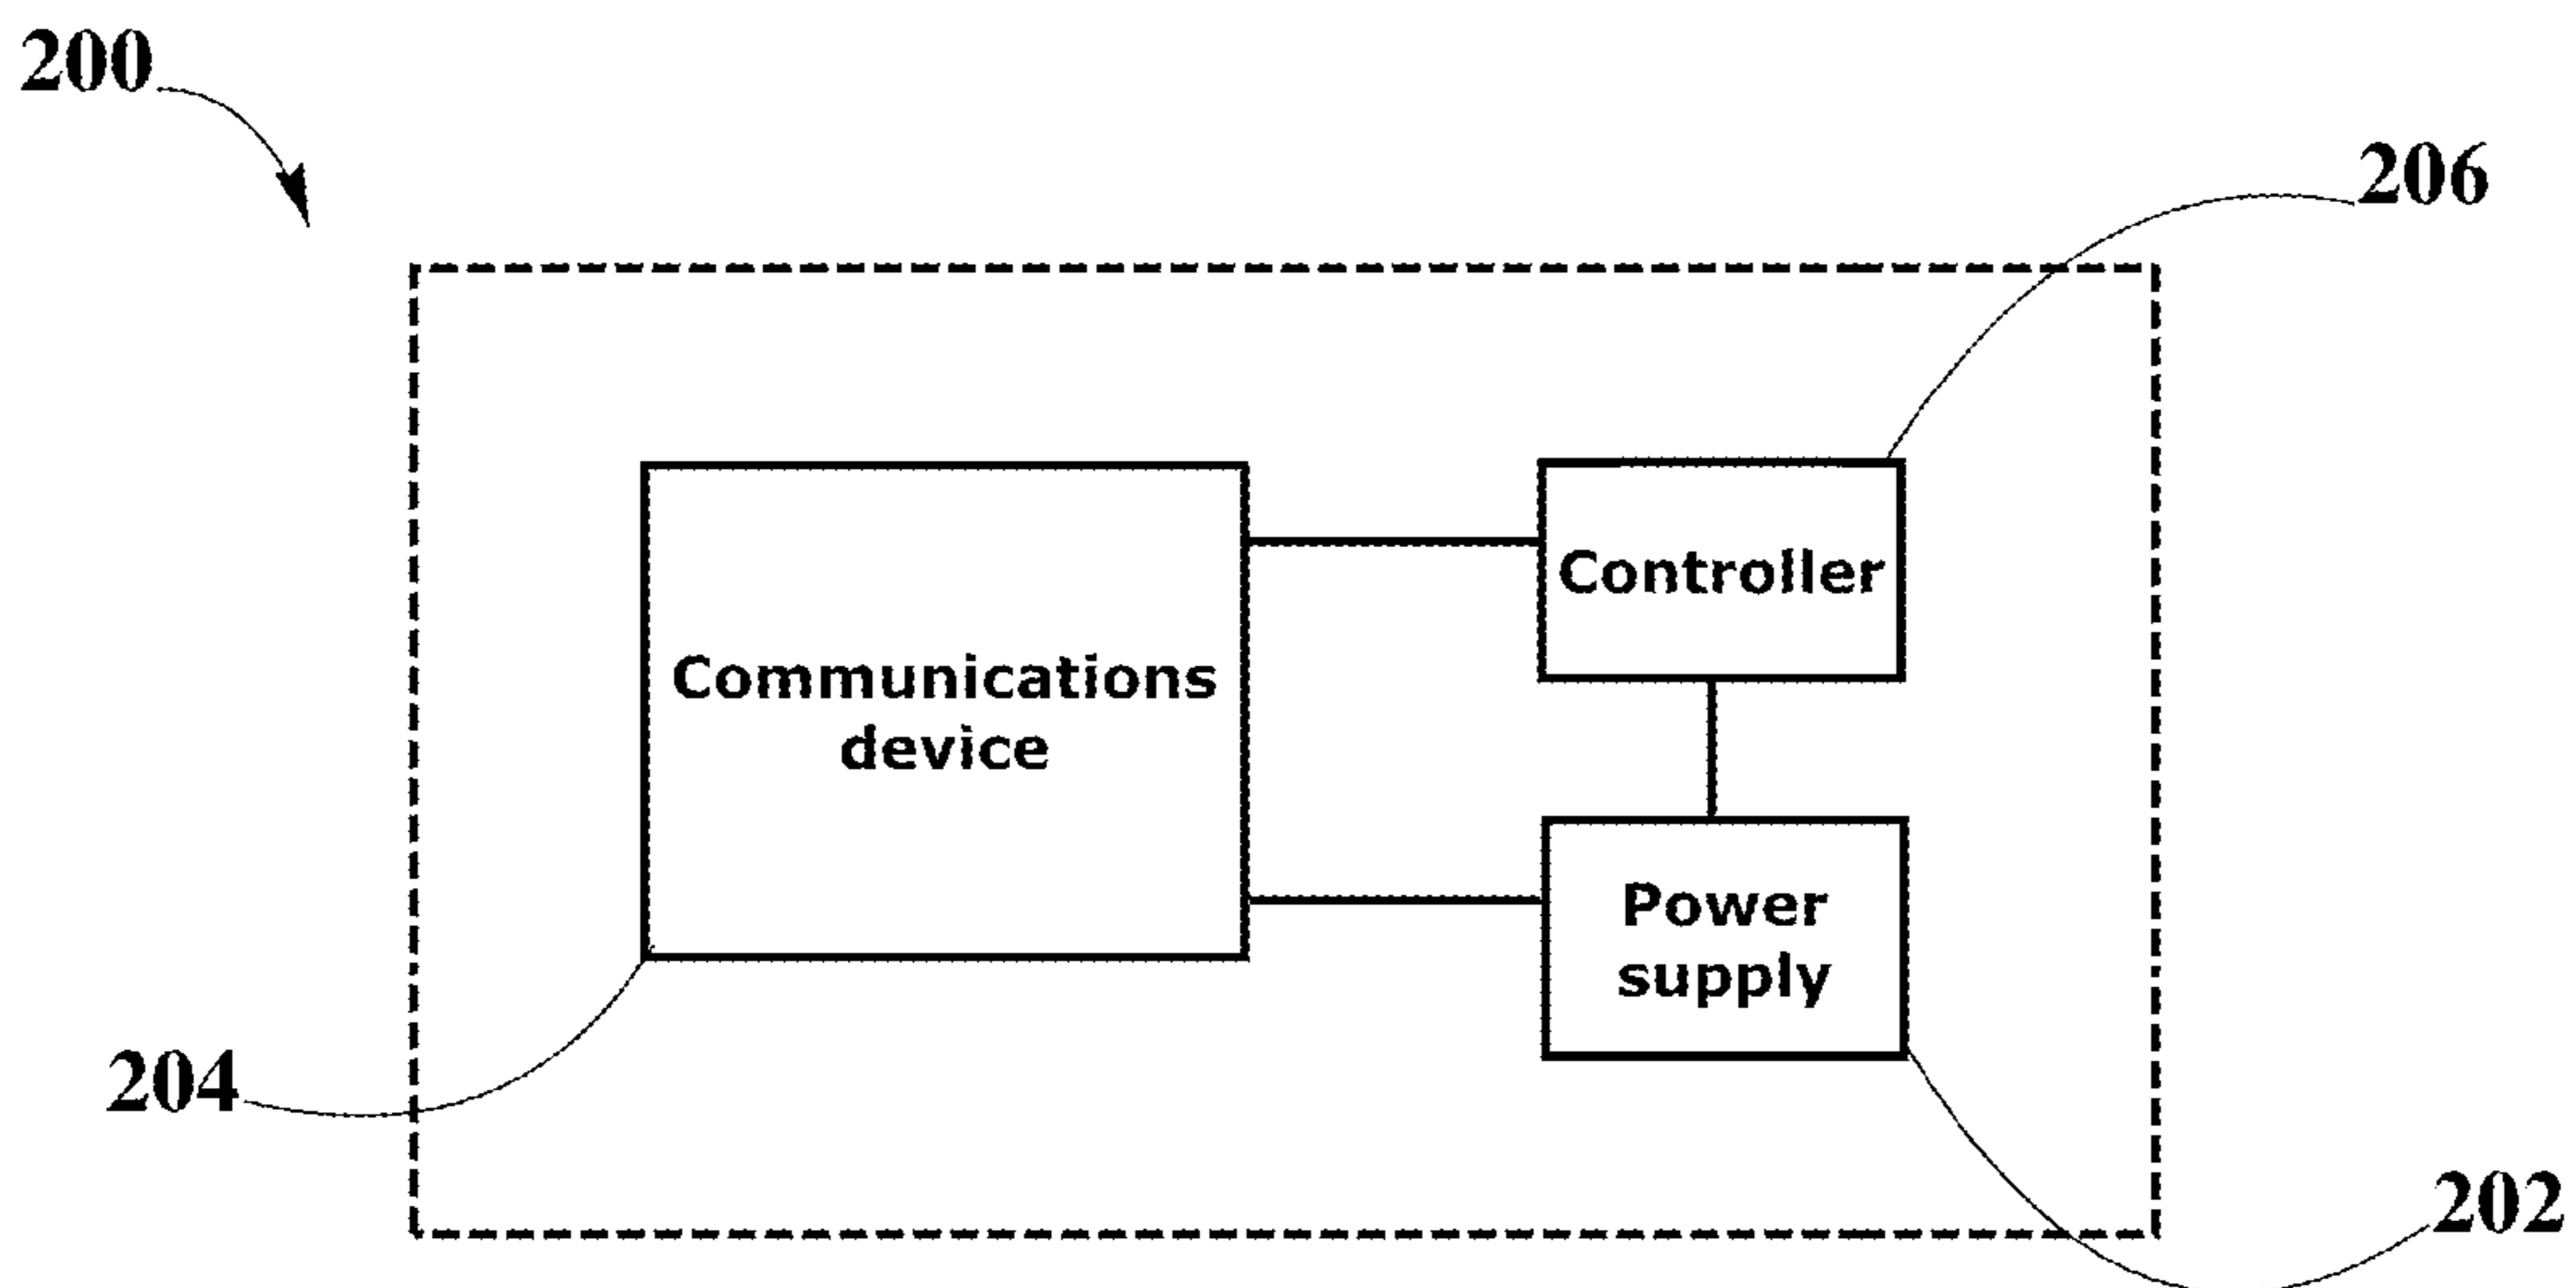 200
206
Controller
Communications
device
Power
supply
204
202